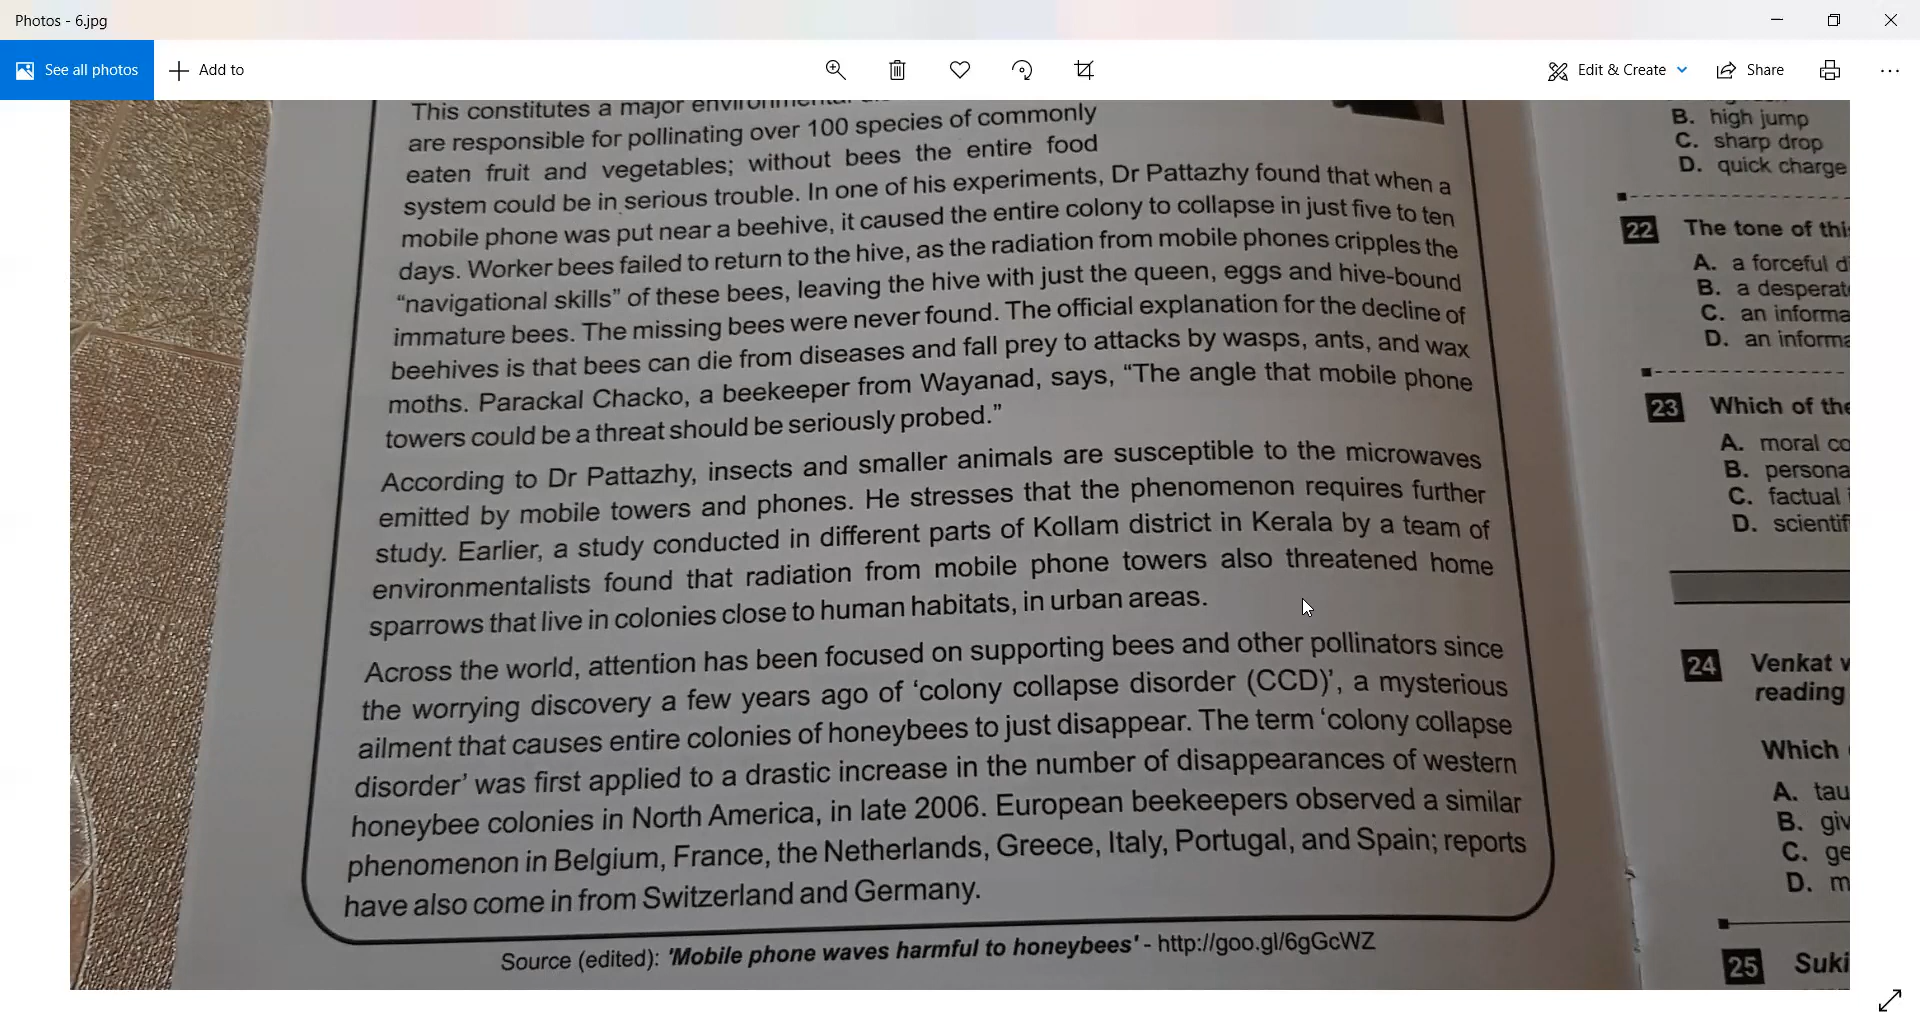 Photos - 6.jpg
See all photos
Add to
Edit & Create
Share
This constitutes a major
are responsible for pollinating over 100 species of commonly
eaten fruit and vegetables; without bees the entire food
system could be in serious trouble. In one of his experiments, Dr Pattazhy found that when a
mobile phone was put near a beehive, it caused the entire colony to collapse in just five to ten
days. Worker bees failed to return to the hive, as the radiation from mobile phones cripples the
“navigational skills” of these bees, leaving the hive with just the queen, eggs and hive-bound
immature bees. The missing bees were never found. The official explanation for the decline of
beehives is that bees can die from diseases and fall prey to attacks by wasps, ants, and wax
moths. Parackal Chacko, a beekeeper from Wayanad, says, “The angle that mobile phone
towers could be a threat should be seriously probed.”
According to Dr Pattazhy, insects and smaller animals are susceptible to the microwaves
emitted by mobile towers and phones. He stresses that the phenomenon requires further
study. Earlier, a study conducted in different parts of Kollam district in Kerala by a team of
environmentalists found that radiation from mobile phone towers also threatened home
sparrows that live in colonies close to human habitats, in urban areas.
Across the world, attention has been focused on supporting bees and other pollinators since
the worrying discovery a few years ago of ‘colony collapse disorder (CCD)’, a mysterious
ailment that causes entire colonies of honeybees to just disappear. The term ‘colony collapse
disorder’ was first applied to a drastic increase in the number of disappearances of western
honeybee colonies in North America, in late 2006. European beekeepers observed a similar
phenomenon in Belgium, France, the Netherlands, Greece, Italy, Portugal, and Spain; reports
have also come in from Switzerland and Germany.
Source (edited): 'Mobile phone waves harmful to honeybees' - http://goo.gl/6gGcWZ
B. high jump
C. sharp drop
D. quick charge
22 The tone of
A. a forceful
B. a
C. an
D. an
23 Which of
A. moral
B.
C. factual
D.
24 Venkat
reading
Which
A.
B.
C.
D.
25